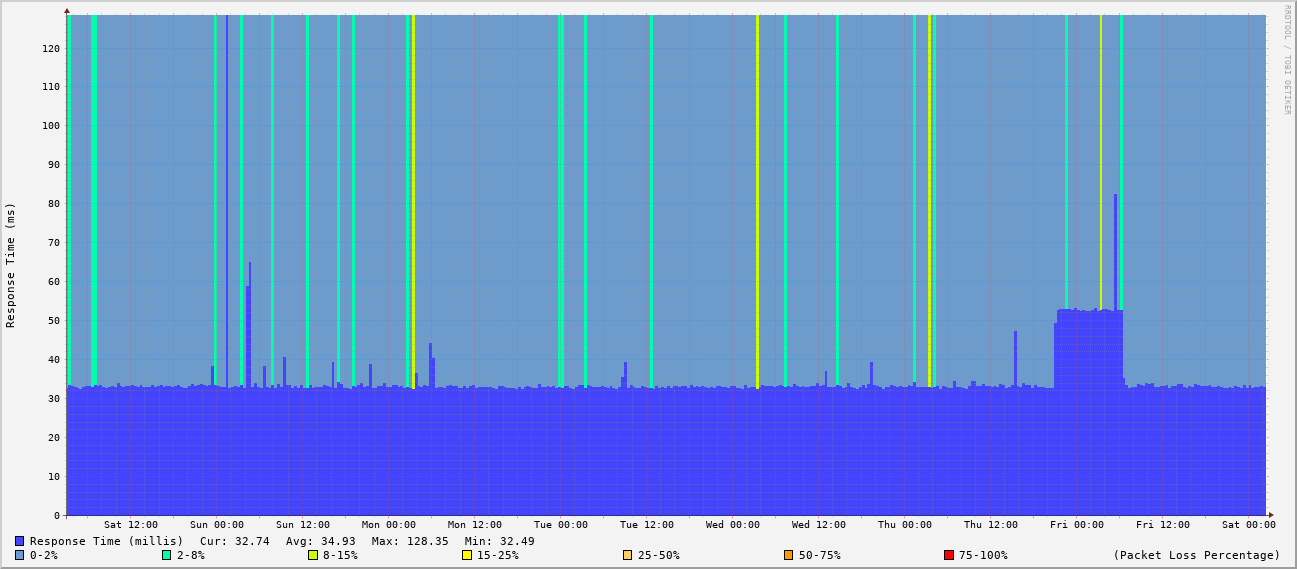 RRDTOOL / TOBI OETIKER
Response Time (ms)
120
110
100
90
80
70
60
50
40
30
20
10
0
Sat 12:00 Sun 00:00 Sun 12:00 Mon 00:00 Mon 12:00 Tue 00:00 Tue 12:00 Wed 00:00 Wed 12:00 Thu 00:00 Thu 12:00 Fri 00:00 Fri 12:00 Sat 00:00
Response Time (millis) Cur: 32.74 Avg: 34.93 Max: 128.35 Min: 32.49
0-2% 2-8% 8-15% 15-25% 25-50% 50-75% 75-100% (Packet Loss Percentage)